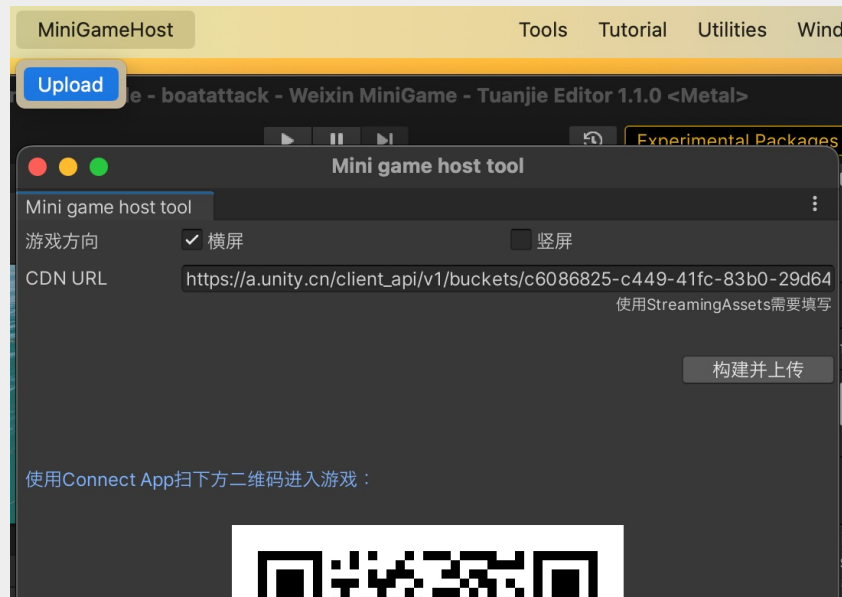 MiniGameHost Tools Tutorial Utilities
Upload
- boatattack - Weixin MiniGame - Tuanjie Editor 1.1.0 <Metal>
Experimental Packages
Mini game host tool
Mini game host tool
游戏方向 横屏 竖屏
CDN URL https://a.unity.cn/client_api/v1/buckets/c6086825-c449-41fc-83b0-29d64
使用StreamingAssets需要填写
构建并上传
使用Connect App扫下方二维码进入游戏：